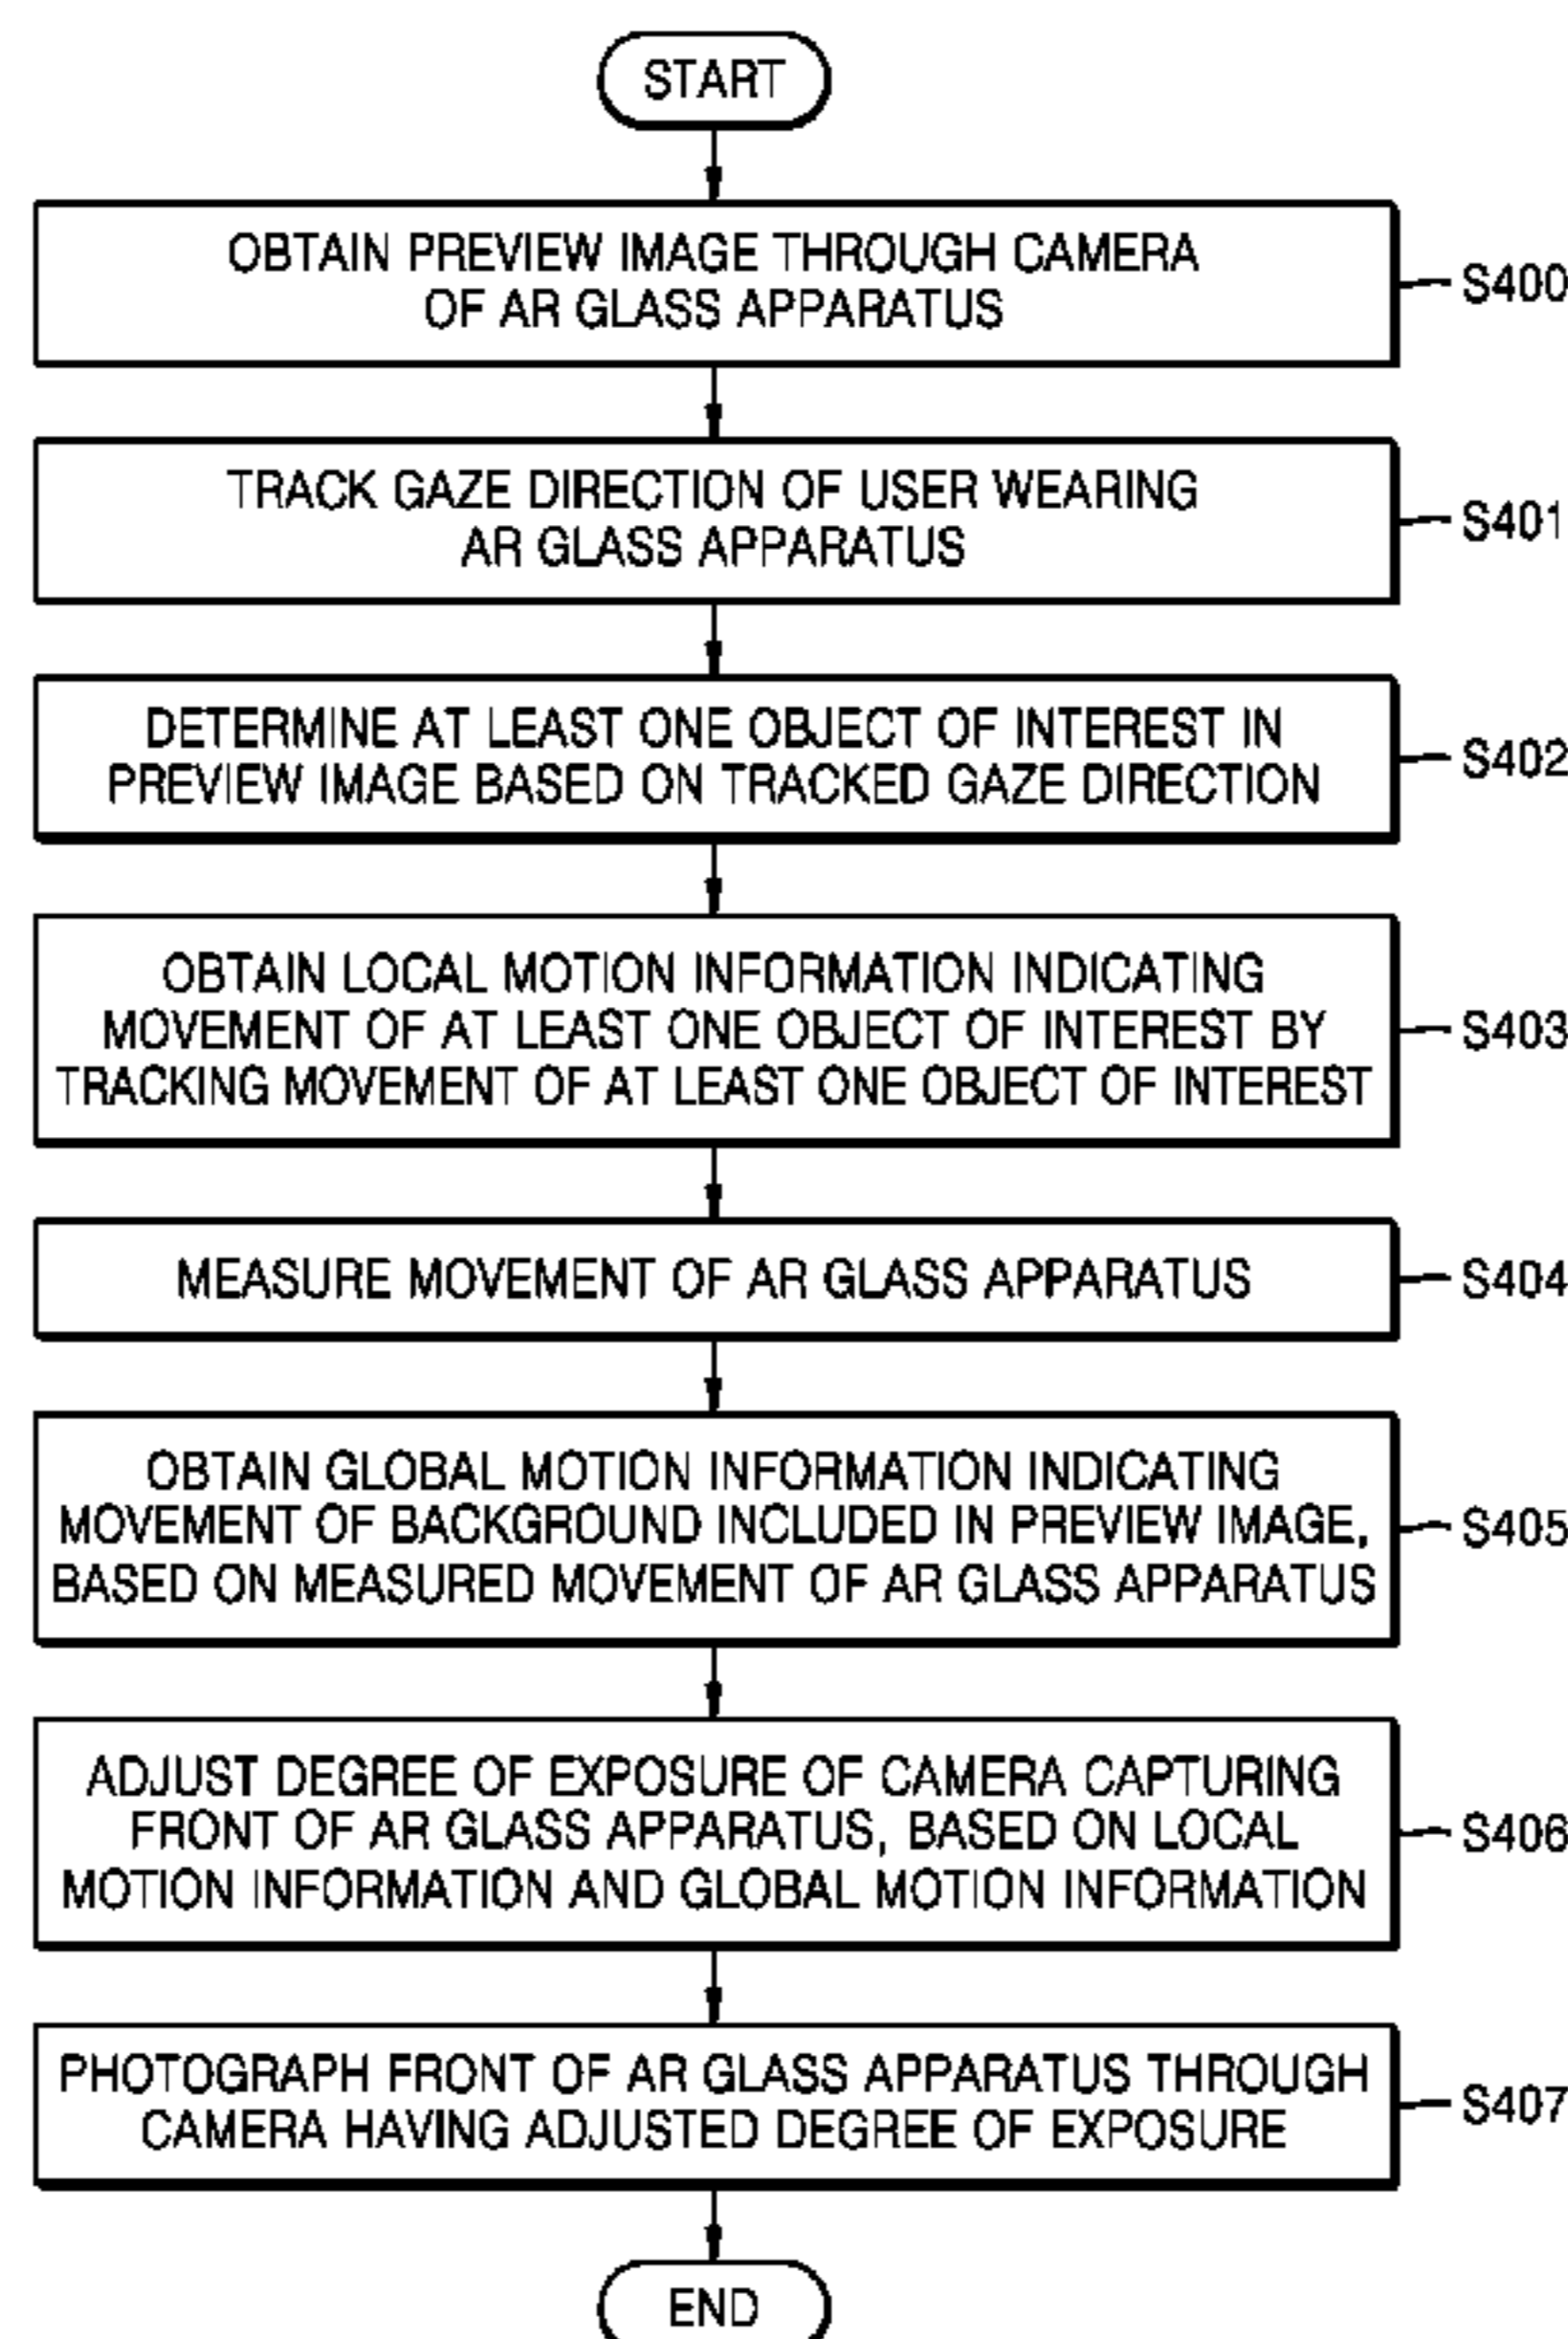 START
OBTAIN PREVIEW IMAGE THROUGH CAMERA
OF AR GLASS APPARATUS
S400
TRACK GAZE DIRECTION OF USER WEARING
AR GLASS APPARATUS
S401
DETERMINE AT LEAST ONE OBJECT OF INTEREST IN
PREVIEW IMAGE BASED ON TRACKED GAZE DIRECTION
S402
OBTAIN LOCAL MOTION INFORMATION INDICATING
MOVEMENT OF AT LEAST ONE OBJECT OF INTEREST BY
TRACKING MOVEMENT OF AT LEAST ONE OBJECT OF INTEREST
S403
MEASURE MOVEMENT OF AR GLASS APPARATUS
S404
OBTAIN GLOBAL MOTION INFORMATION INDICATING
MOVEMENT OF BACKGROUND INCLUDED IN PREVIEW IMAGE,
BASED ON MEASURED MOVEMENT OF AR GLASS APPARATUS
S405
ADJUST DEGREE OF EXPOSURE OF CAMERA CAPTURING
FRONT OF AR GLASS APPARATUS, BASED ON LOCAL
MOTION INFORMATION AND GLOBAL MOTION INFORMATION
S406
PHOTOGRAPH FRONT OF AR GLASS APPARATUS THROUGH
CAMERA HAVING ADJUSTED DEGREE OF EXPOSURE
S407
END